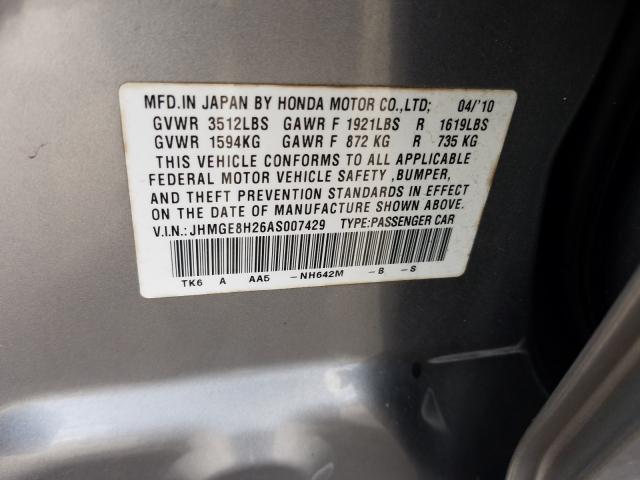 MFD.IN JAPAN BY HONDA MOTOR CO.,LTD; 04/'10
GVWR 3512LBS GAWR F 1921LBS R 1619LBS
GVWR 1594KG GAWR F 872 KG R 735 KG
THIS VEHICLE CONFORMS TO ALL APPLICABLE
FEDERAL MOTOR VEHICLE SAFETY ,BUMPER,
AND THEFT PREVENTION STANDARDS IN EFFECT
ON THE DATE OF MANUFACTURE SHOWN ABOVE.
V.I.N.: JHMGE8H26AS007429 TYPE:PASSENGER CAR
TK6 A AA5 -NH642M -B -S